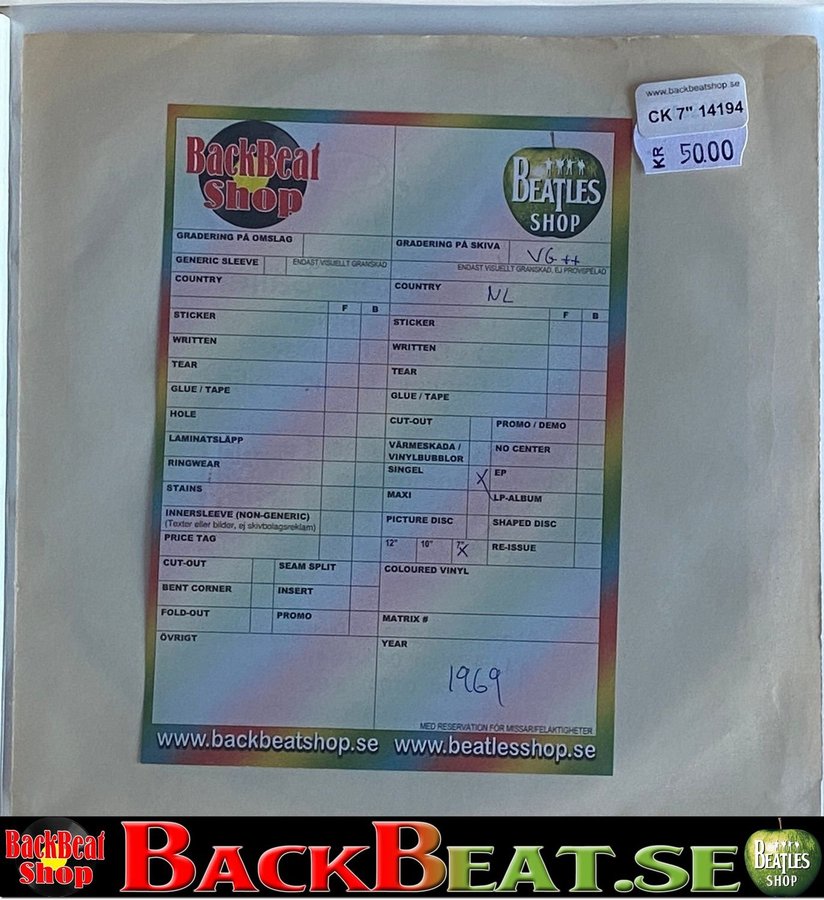 www.backbeatshop.se
CK 7" 14194
KR 50.00
BackBeat
Shop
BEATLES
SHOP
GRADERING PÅ OMSLAG
GENERIC SLEEVE
ENDAST VISUELLT GRANSKAD
COUNTRY
F B
STICKER
WRITTEN
TEAR
GLUE / TAPE
HOLE
LAMINATSLÄPP
RINGWEAR
STAINS
INNERSLEEVE (NON-GENERIC)
(Texter eller bilder, ej skivbolagsreklam)
PRICE TAG
CUT-OUT SEAM SPLIT
BENT CORNER INSERT
FOLD-OUT PROMO
ÖVRIGT
GRADERING PÅ SKIVA VG++
ENDAST VISUELLT GRANSKAD, EJ PROVSPELAD
COUNTRY NL
F B
STICKER
WRITTEN
TEAR
GLUE / TAPE
CUT-OUT PROMO / DEMO
VÄRMESKADA /
VINYLBUBBLOR NO CENTER
SINGEL X EP
MAXI LP-ALBUM
PICTURE DISC SHAPED DISC
12" 10" 7" X RE-ISSUE
COLOURED VINYL
MATRIX #
YEAR
1969
MED RESERVATION FÖR MISSAR/FELAKTIGHETER
www.backbeatshop.se www.beatlesshop.se
BackBeat
Shop
BACKBEAT.SE
BEATLES
SHOP